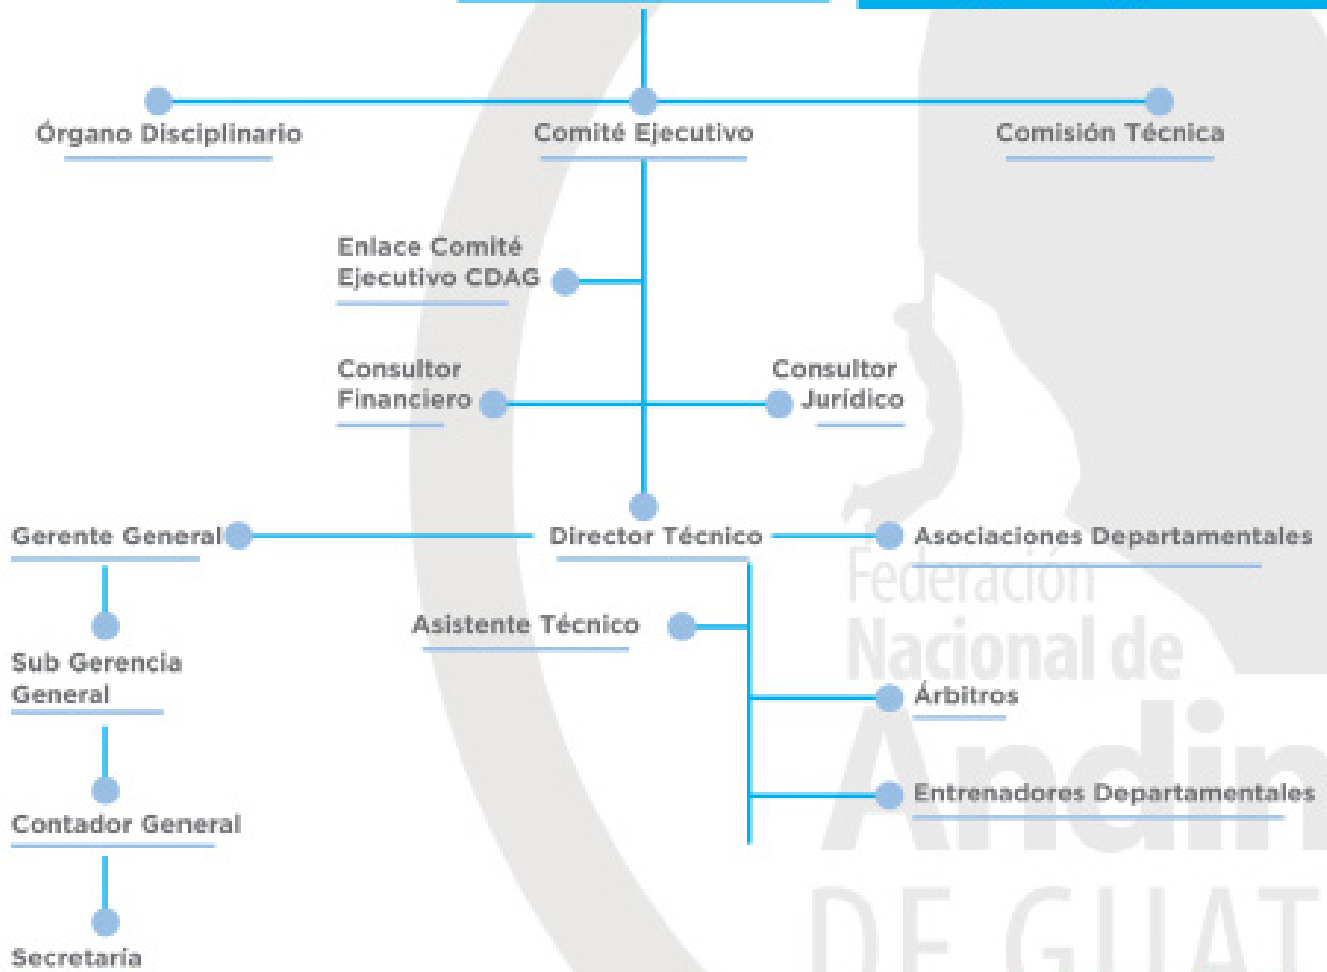 Órgano Disciplinario
Comité Ejecutivo
Comisión Técnica
Enlace Comité
Ejecutivo CDAG
Consultor
Financiero
Consultor
Jurídico
Gerente General
Director Técnico
Asociaciones Departamentales
Federación
Asistente Técnico
Nacional de
Sub Gerencia
General
Árbitros
Andin
Entrenadores Departamentales
Contador General
DE GUAT
Secretaría